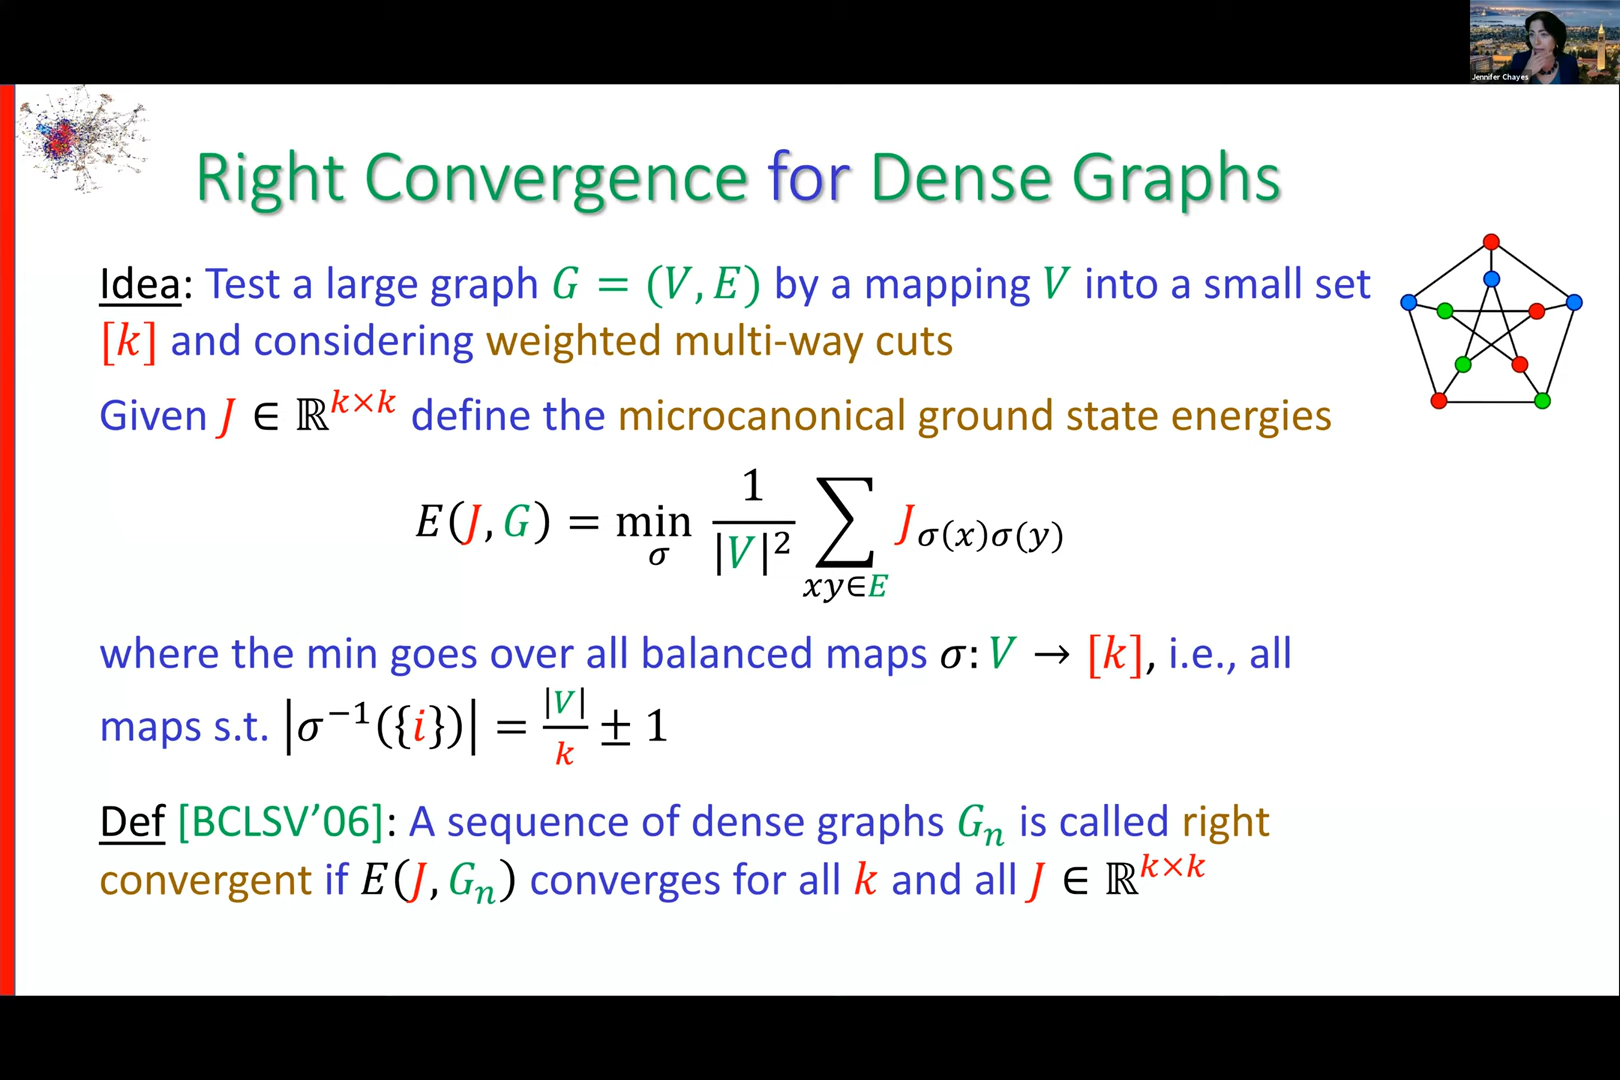 Jennifer Chayes
Right Convergence for Dense Graphs
Idea: Test a large graph G = (V, E) by a mapping V into a small set
[k] and considering weighted multi-way cuts
Given J ∈ ℝ^{k×k} define the microcanonical ground state energies
E(J, G) = min_σ 1/|V|² ∑_{xy∈E} J_{σ(x)σ(y)}
where the min goes over all balanced maps σ: V → [k], i.e., all
maps s.t. |σ⁻¹({i})| = |V|/k ± 1
Def [BCLSV’06]: A sequence of dense graphs G_n is called right
convergent if E(J, G_n) converges for all k and all J ∈ ℝ^{k×k}